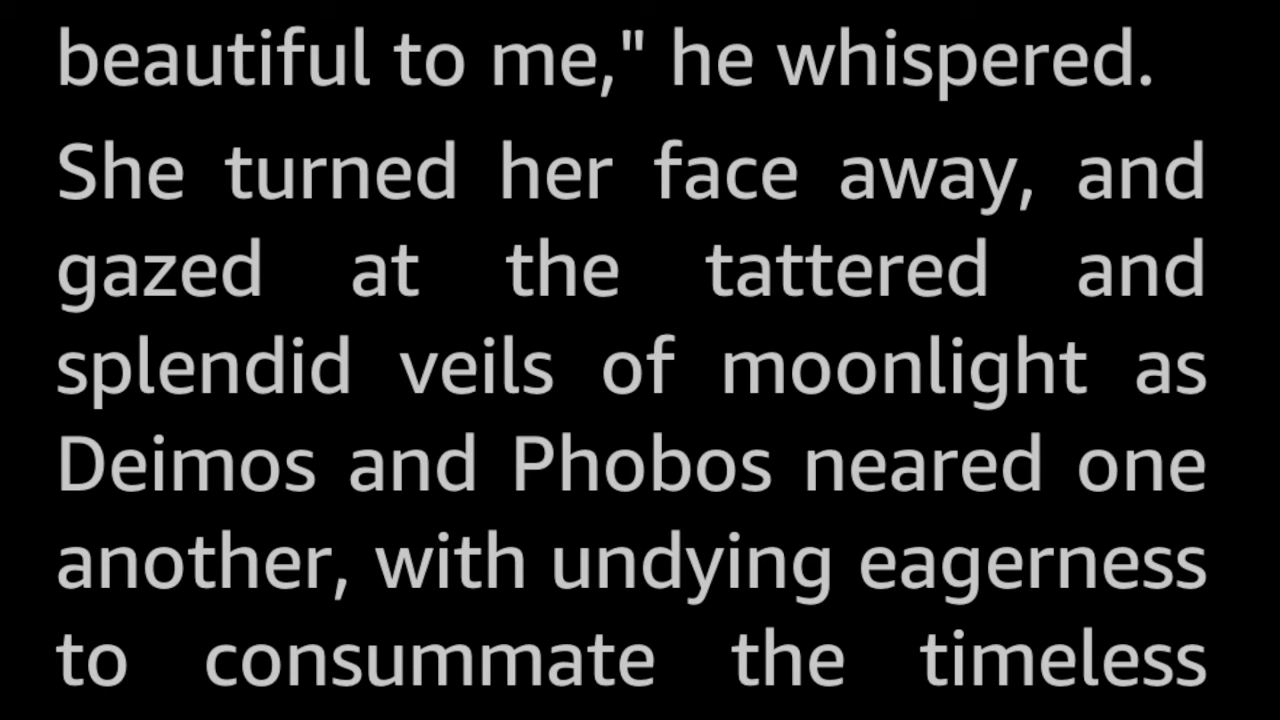 beautiful to me," he whispered.
She turned her face away, and
gazed at the tattered and
splendid veils of moonlight as
Deimos and Phobos neared one
another, with undying eagerness
to consummate the timeless